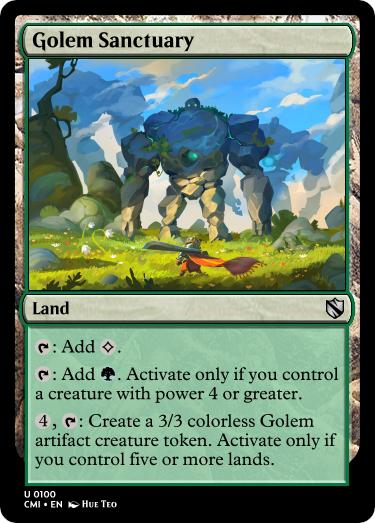 Golem Sanctuary
Land
: Add .
: Add . Activate only if you control
a creature with power 4 or greater.
4, : Create a 3/3 colorless Golem
artifact creature token. Activate only if
you control five or more lands.
U 0100
CMI • EN Hue Teo